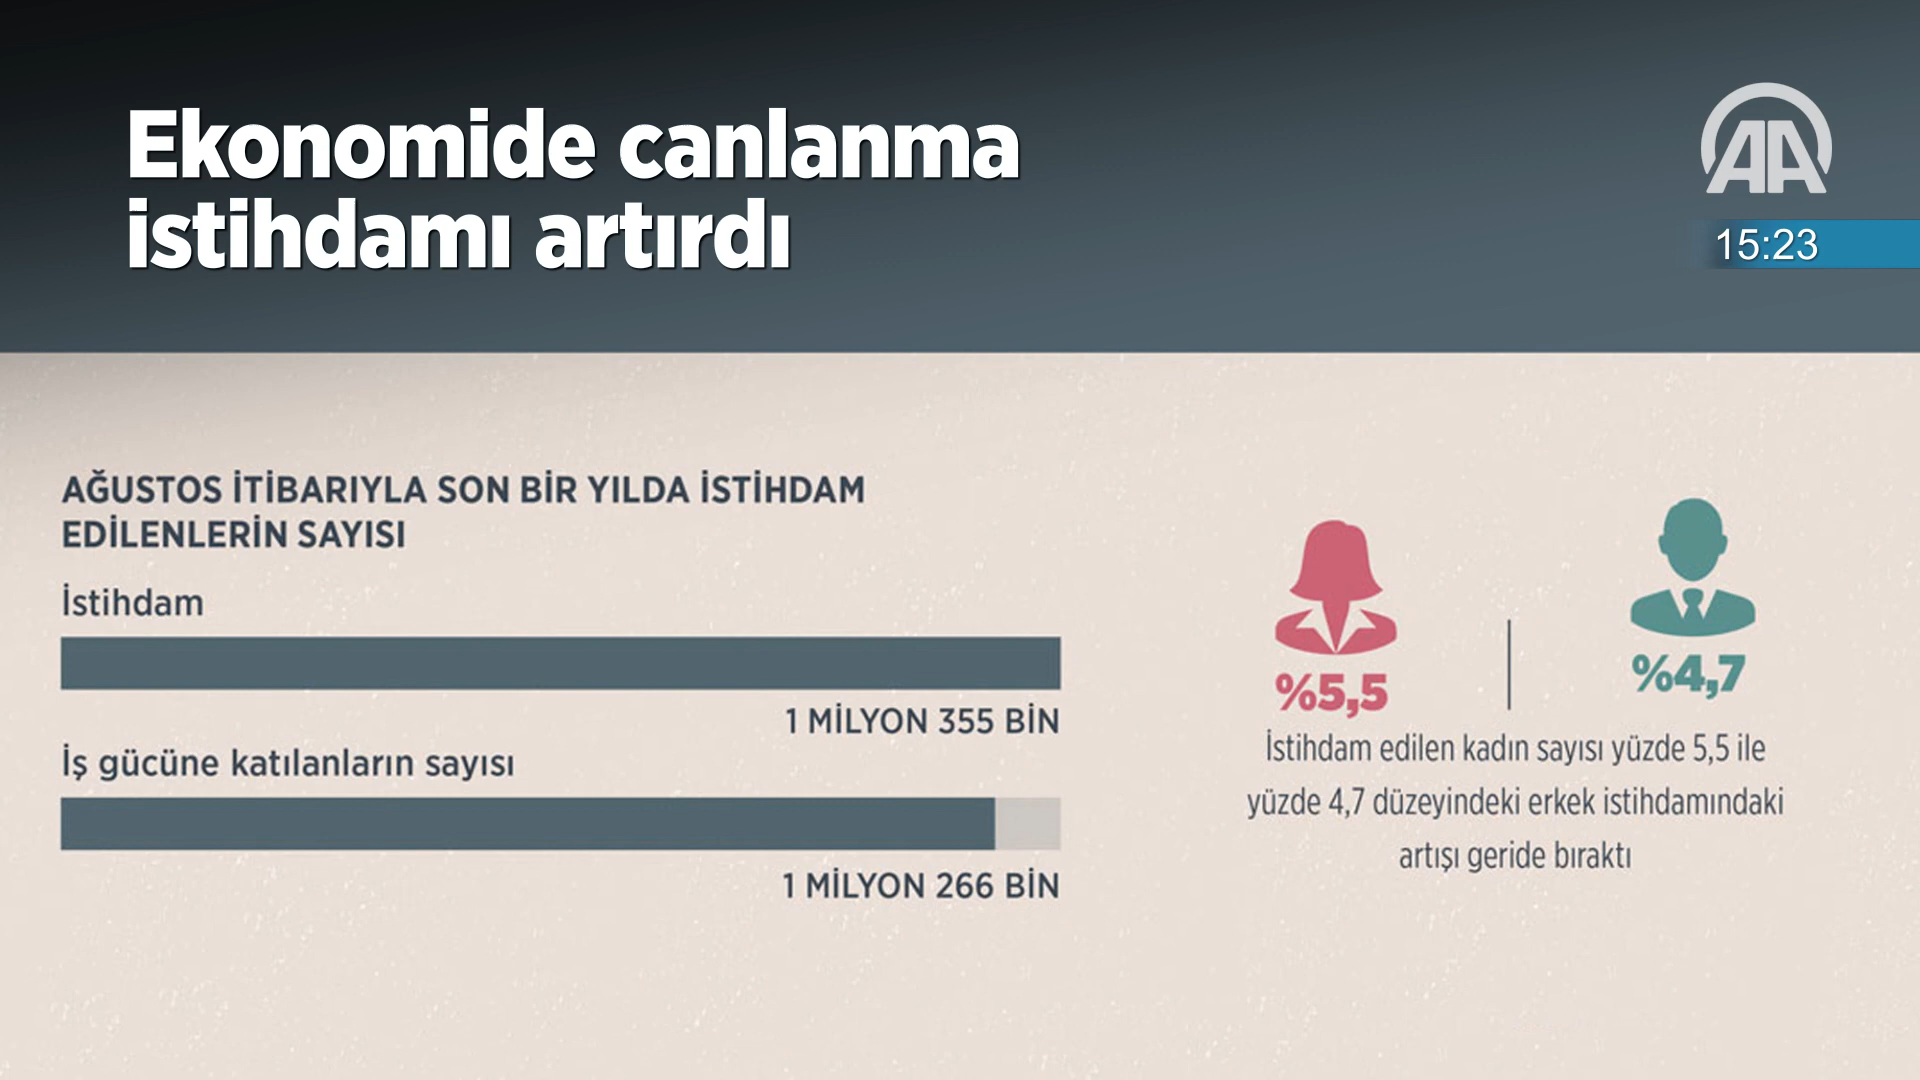 Ekonomide canlanma
istihdamı artırdı
AA
15:23
AĞUSTOS İTİBARIYLA SON BİR YILDA İSTİHDAM
EDİLENLERİN SAYISI
İstihdam
1 MİLYON 355 BİN
İş gücüne katılanların sayısı
1 MİLYON 266 BİN
%5,5
%4,7
İstihdam edilen kadın sayısı yüzde 5,5 ile
yüzde 4,7 düzeyindeki erkek istihdamındaki
artışı geride bıraktı